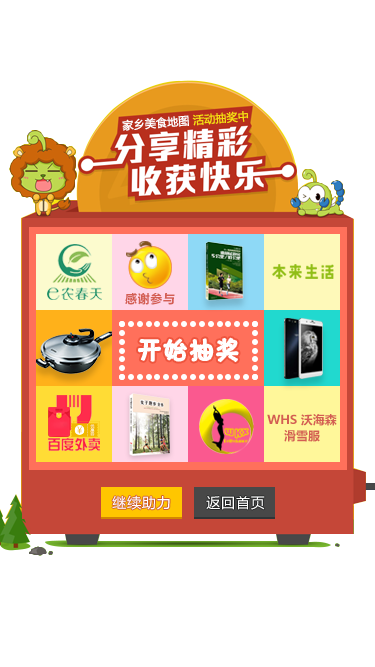 家乡美食地图 活动抽奖中
分享精彩
收获快乐
e农春天
感谢参与
本来生活
开始抽奖
百度外卖
WHS 沃海森
滑雪服
继续助力
返回首页